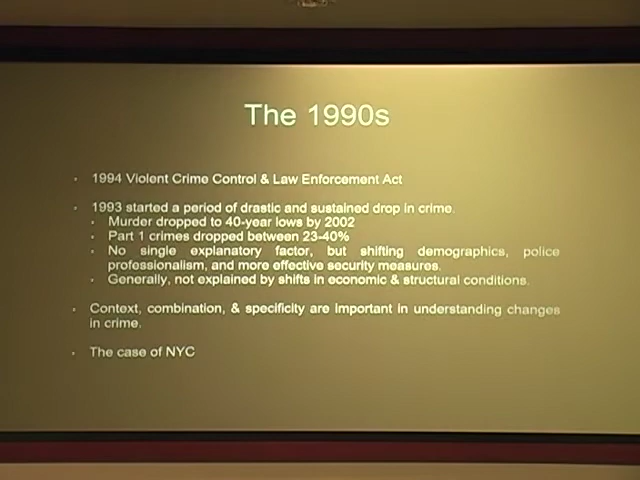 The 1990s
· 1994 Violent Crime Control & Law Enforcement Act
· 1993 started a period of drastic and sustained drop in crime.
· Murder dropped to 40-year lows by 2002
· Part 1 crimes dropped between 23-40%
· No single explanatory factor, but shifting demographics, police
professionalism, and more effective security measures.
· Generally, not explained by shifts in economic & structural conditions.
· Context, combination, & specificity are important in understanding changes
in crime.
· The case of NYC